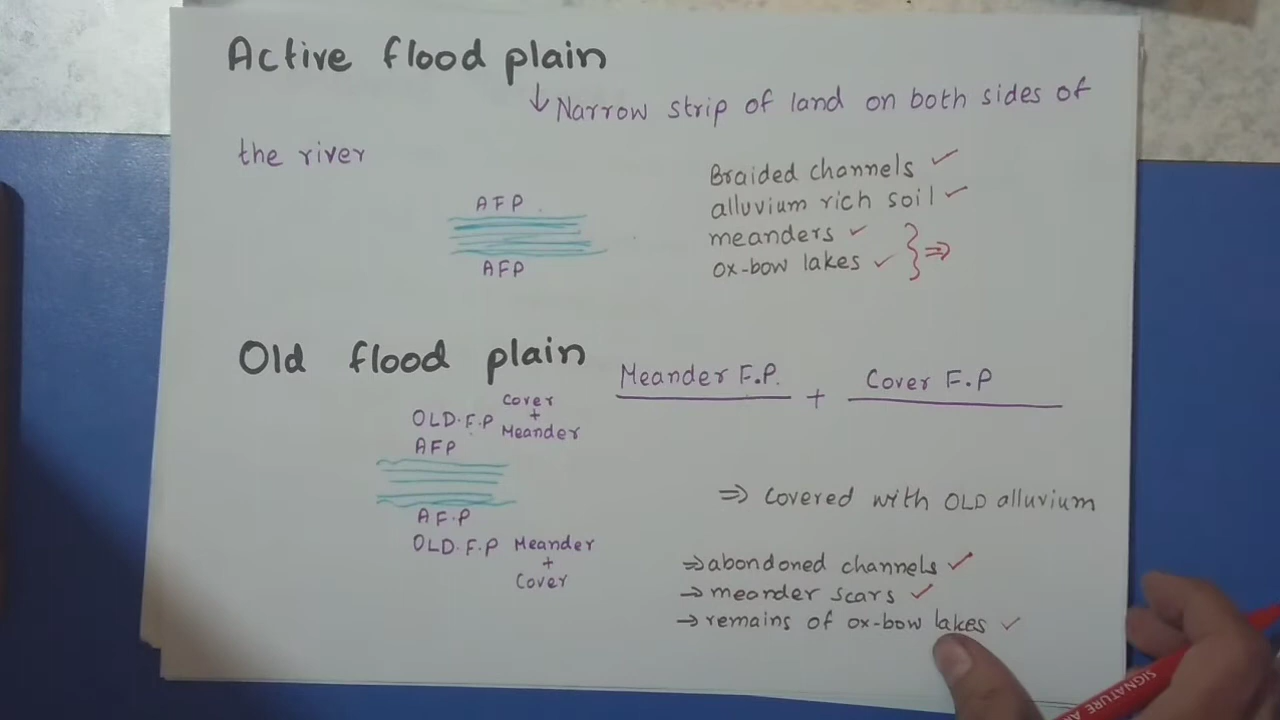 Active flood plain
↓ Narrow strip of land on both sides of
the river
Braided channels ✓
alluvium rich soil ✓
meanders ✓
ox-bow lakes ✓ } ⇒
AFP
AFP
Old flood plain
Meander F.P. + Cover F.P
Cover
+
OLD.F.P Meander
AFP
A F.P
OLD.F.P Meander
+
Cover
⇒ covered with OLD alluvium
⇒ abondoned channels ✓
→ meander scars ✓
→ remains of ox-bow lakes ✓